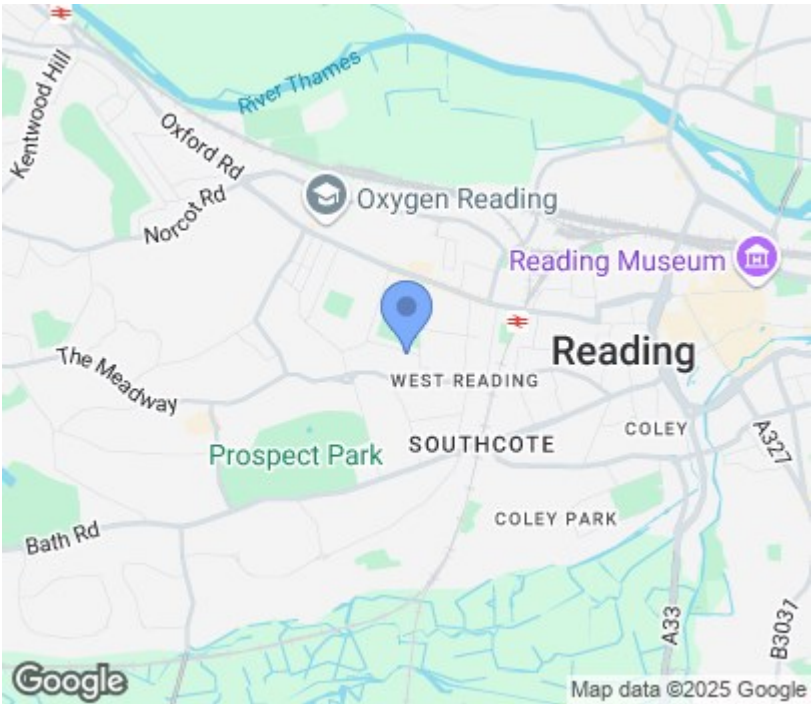 Kentwood Hill
River Thames
Oxford Rd
Norcot Rd
Oxygen Reading
Reading Museum
The Meadway
Reading
WEST READING
COLEY
A327
SOUTHCOTE
Prospect Park
COLEY PARK
Bath Rd
A33
B3031
Google
Map data ©2025 Google